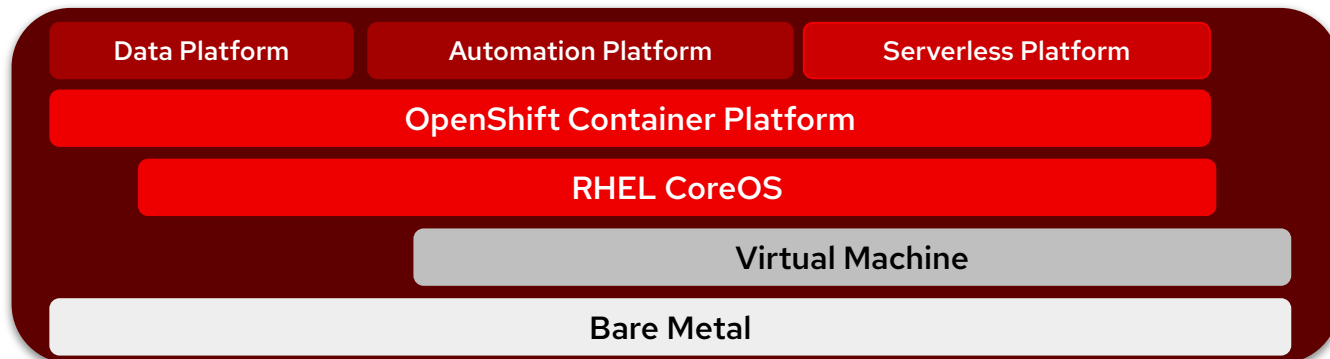 Data Platform
Automation Platform
Serverless Platform
OpenShift Container Platform
RHEL CoreOS
Virtual Machine
Bare Metal